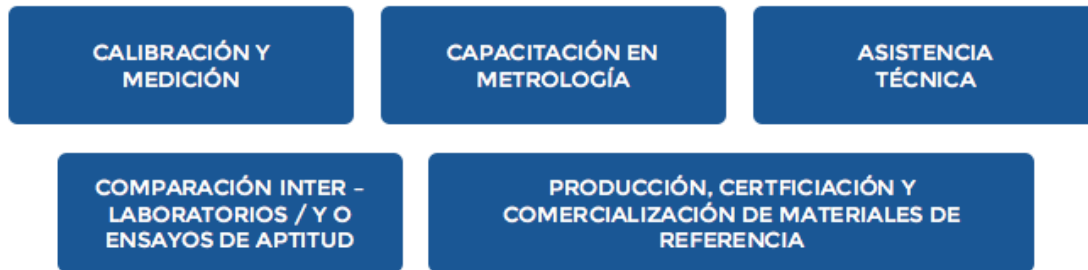 CALIBRACIÓN Y
MEDICIÓN
CAPACITACIÓN EN
METROLOGÍA
ASISTENCIA
TÉCNICA
COMPARACIÓN INTER –
LABORATORIOS / Y O
ENSAYOS DE APTITUD
PRODUCCIÓN, CERTFICIACIÓN Y
COMERCIALIZACIÓN DE MATERIALES DE
REFERENCIA